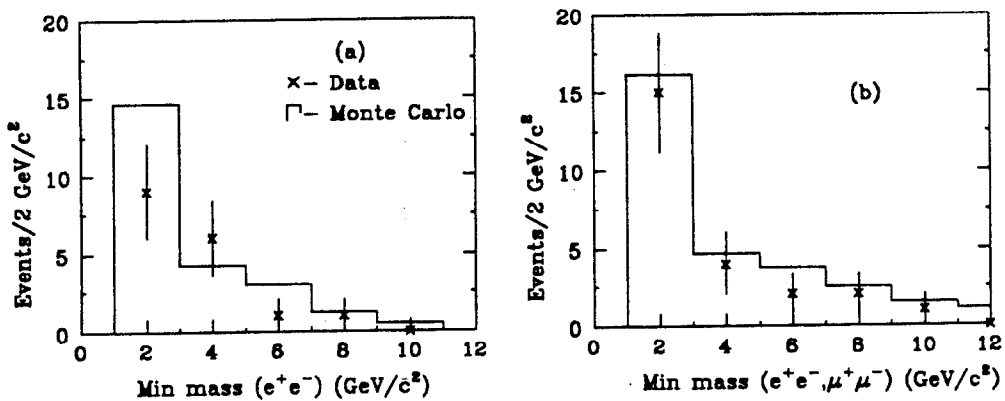 20
15
10
5
0
Events/2 GeV/c²
(a)
×– Data
┌– Monte Carlo
0 2 4 6 8 10 12
Min mass (e⁺e⁻) (GeV/c²)
20
15
10
5
0
Events/2 GeV/c²
(b)
0 2 4 6 8 10 12
Min mass (e⁺e⁻,μ⁺μ⁻) (GeV/c²)